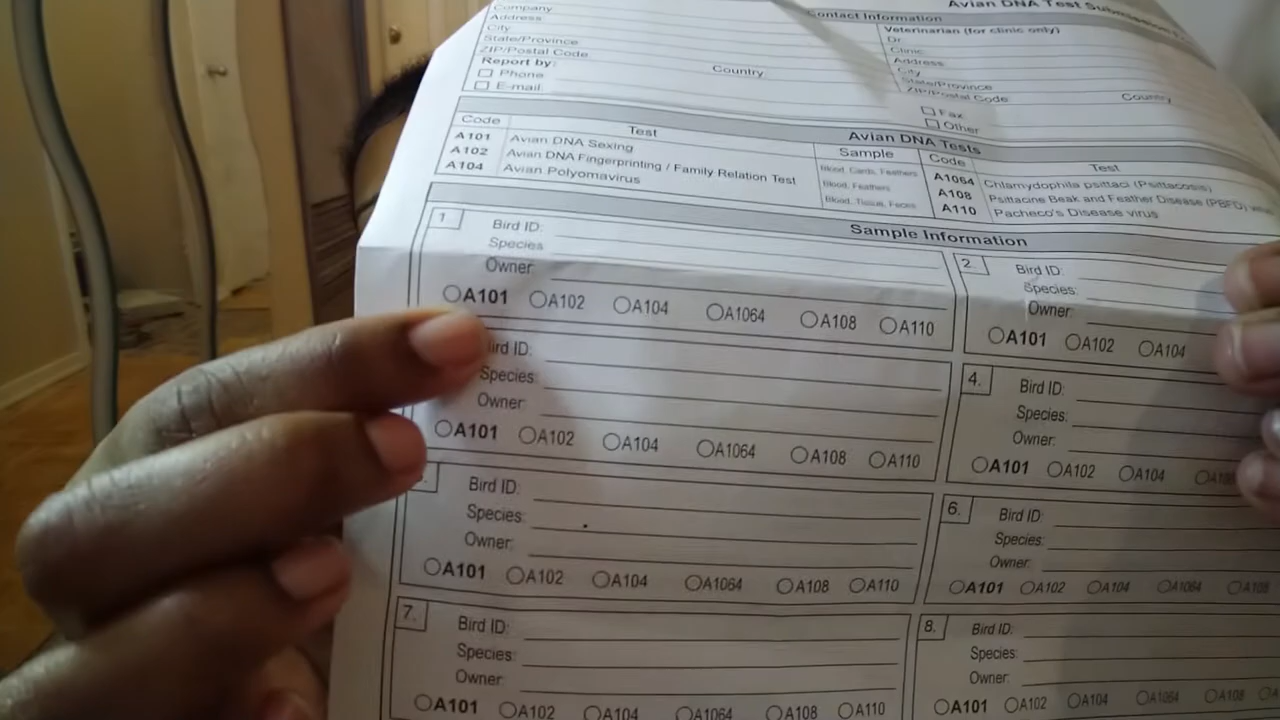 Avian DNA Test
Contact Information
Company
Address
City
State/Province
ZIP/Postal Code
Country
Report by:
Phone
E-mail:
Veterinarian (for clinic only)
Dr.
Clinic
Address
City
State/Province
ZIP/Postal Code
Country
Fax
Other
Avian DNA Tests
Code Test Sample
A101 Avian DNA Sexing Blood, Cards, Feathers
A102 Avian DNA Fingerprinting / Family Relation Test Blood, Feathers
A104 Avian Polyomavirus Blood, Tissue, Feces
Code Test
A1064 Chlamydophila psittaci (Psittacosis)
A108 Psittacine Beak and Feather Disease (PBFD)
A110 Pacheco's Disease virus
Sample Information
1. Bird ID:
Species
Owner
A101 A102 A104 A1064 A108 A110
2. Bird ID:
Species:
Owner:
A101 A102 A104
ird ID:
Species:
Owner:
A101 A102 A104 A1064 A108 A110
4. Bird ID:
Species:
Owner:
A101 A102 A104 A108
Bird ID:
Species:
Owner:
A101 A102 A104 A1064 A108 A110
6. Bird ID:
Species:
Owner:
A101 A102 A104 A1064 A108
7. Bird ID:
Species:
Owner:
A101 A102 A104 A1064 A108 A110
8. Bird ID:
Species:
Owner:
A101 A102 A104 A1064 A108